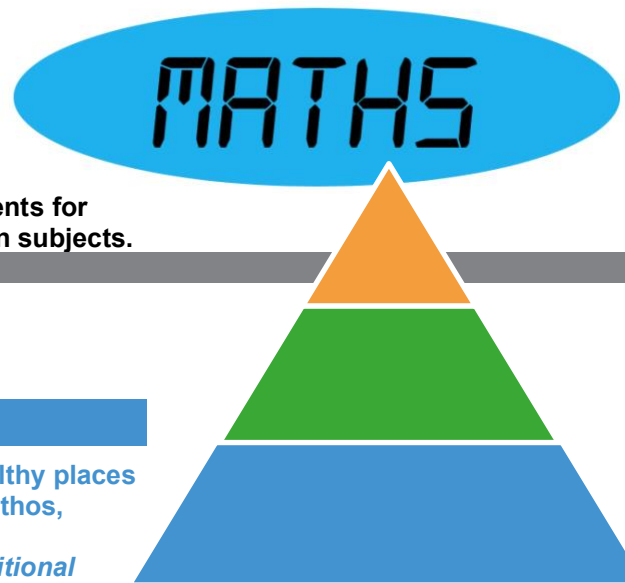 MATHS
ents for
n subjects.
lthy places
thos,
itional